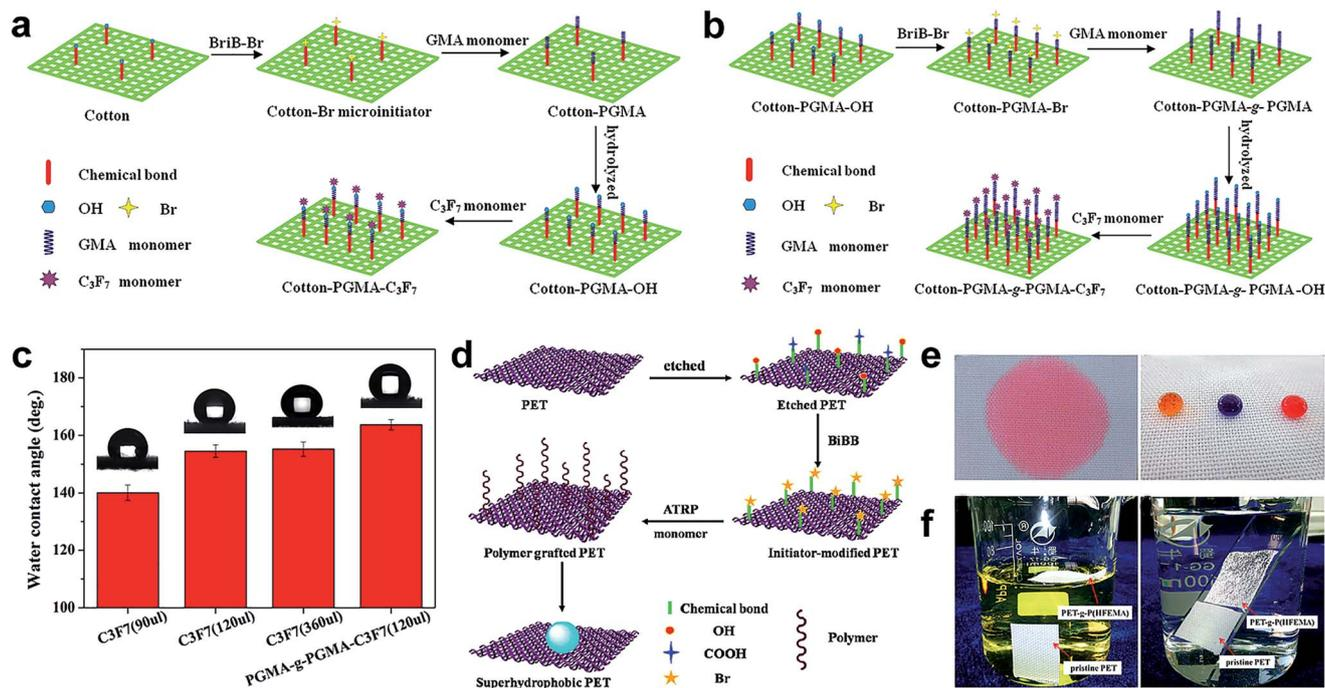 a
BriB-Br
GMA monomer
Cotton
Cotton-Br microinitiator
Cotton-PGMA
hydrolyzed
Chemical bond
OH
Br
GMA monomer
C₃F₇ monomer
C₃F₇ monomer
Cotton-PGMA-C₃F₇
Cotton-PGMA-OH
b
BriB-Br
GMA monomer
Cotton-PGMA-OH
Cotton-PGMA-Br
Cotton-PGMA-g- PGMA
hydrolyzed
Chemical bond
OH
Br
GMA monomer
C₃F₇ monomer
C₃F₇ monomer
Cotton-PGMA-g-PGMA-C₃F₇
Cotton-PGMA-g- PGMA-OH
c
Water contact angle (deg.)
180
160
140
120
100
C3F7(90ul)
C3F7(120ul)
C3F7(360ul)
PGMA-g-PGMA-C3F7(120ul)
d
etched
PET
Etched PET
BiBB
ATRP
monomer
Polymer grafted PET
Initiator-modified PET
Chemical bond
OH
COOH
Br
Polymer
Superhydrophobic PET
e
f
PET-g-P(HFEMA)
pristine PET
PET-g-P(HFEMA)
pristine PET